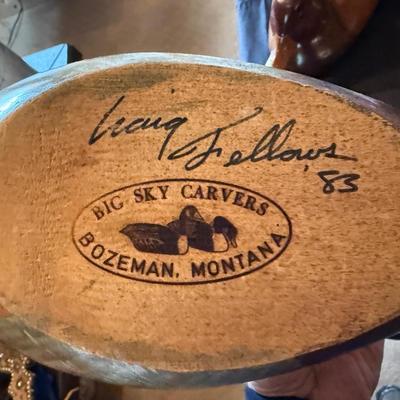 Craig Fellows
'83
BIG SKY CARVERS
BOZEMAN, MONTANA